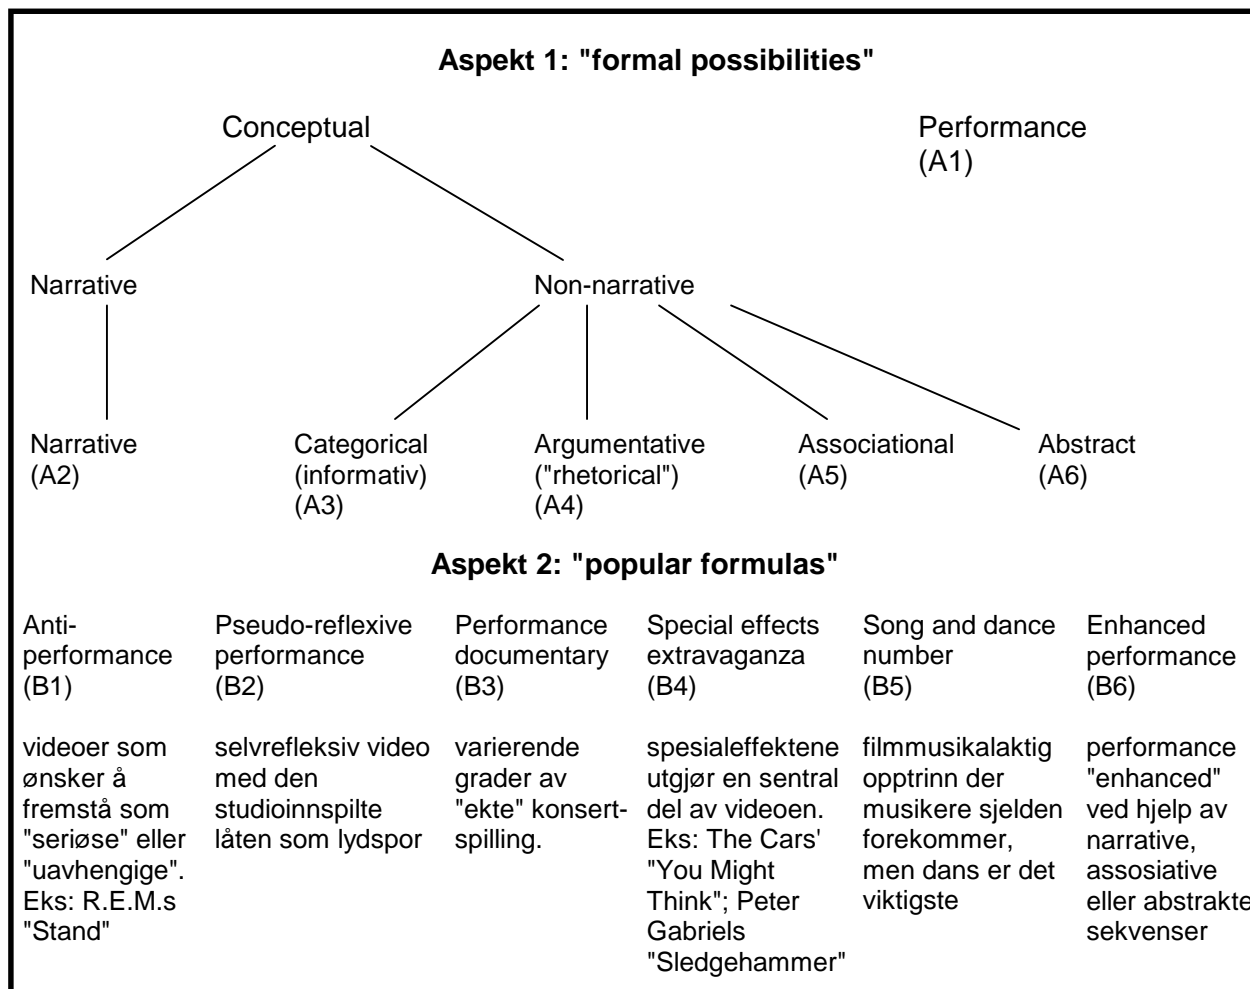 Aspekt 1: "formal possibilities"
Conceptual
Performance
(A1)
Narrative
Non-narrative
Narrative
(A2)
Categorical
(informativ)
(A3)
Argumentative
("rhetorical")
(A4)
Associational
(A5)
Abstract
(A6)
Aspekt 2: "popular formulas"
Anti-
performance
(B1)
videoer som
ønsker å
fremstå som
"seriøse" eller
"uavhengige".
Eks: R.E.M.s
"Stand"
Pseudo-reflexive
performance
(B2)
selvrefleksiv video
med den
studioinnspilte
låten som lydspor
Performance
documentary
(B3)
varierende
grader av
"ekte" konsert-
spilling.
Special effects
extravaganza
(B4)
spesialeffektene
utgjør en sentral
del av videoen.
Eks: The Cars'
"You Might
Think"; Peter
Gabriels
"Sledgehammer"
Song and dance
number
(B5)
filmmusikalaktig
opptrinn der
musikere sjelden
forekommer,
men dans er det
viktigste
Enhanced
performance
(B6)
performance
"enhanced"
ved hjelp av
narrative,
assosiative
eller abstrakte
sekvenser